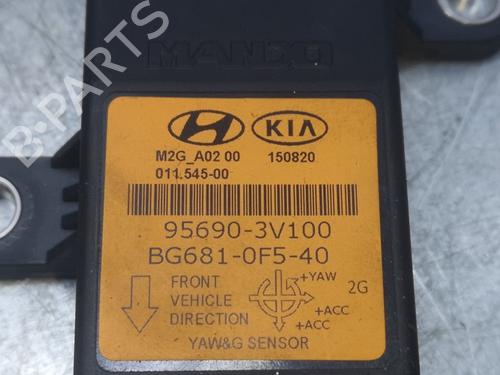 MANDO
HYUNDAI KIA
M2G_A02 00 150820
011.545-00
95690-3V100
BG681-0F5-40
FRONT
VEHICLE
DIRECTION
+YAW
2G
+ACC
+ACC
YAW&G SENSOR
B-PARTS